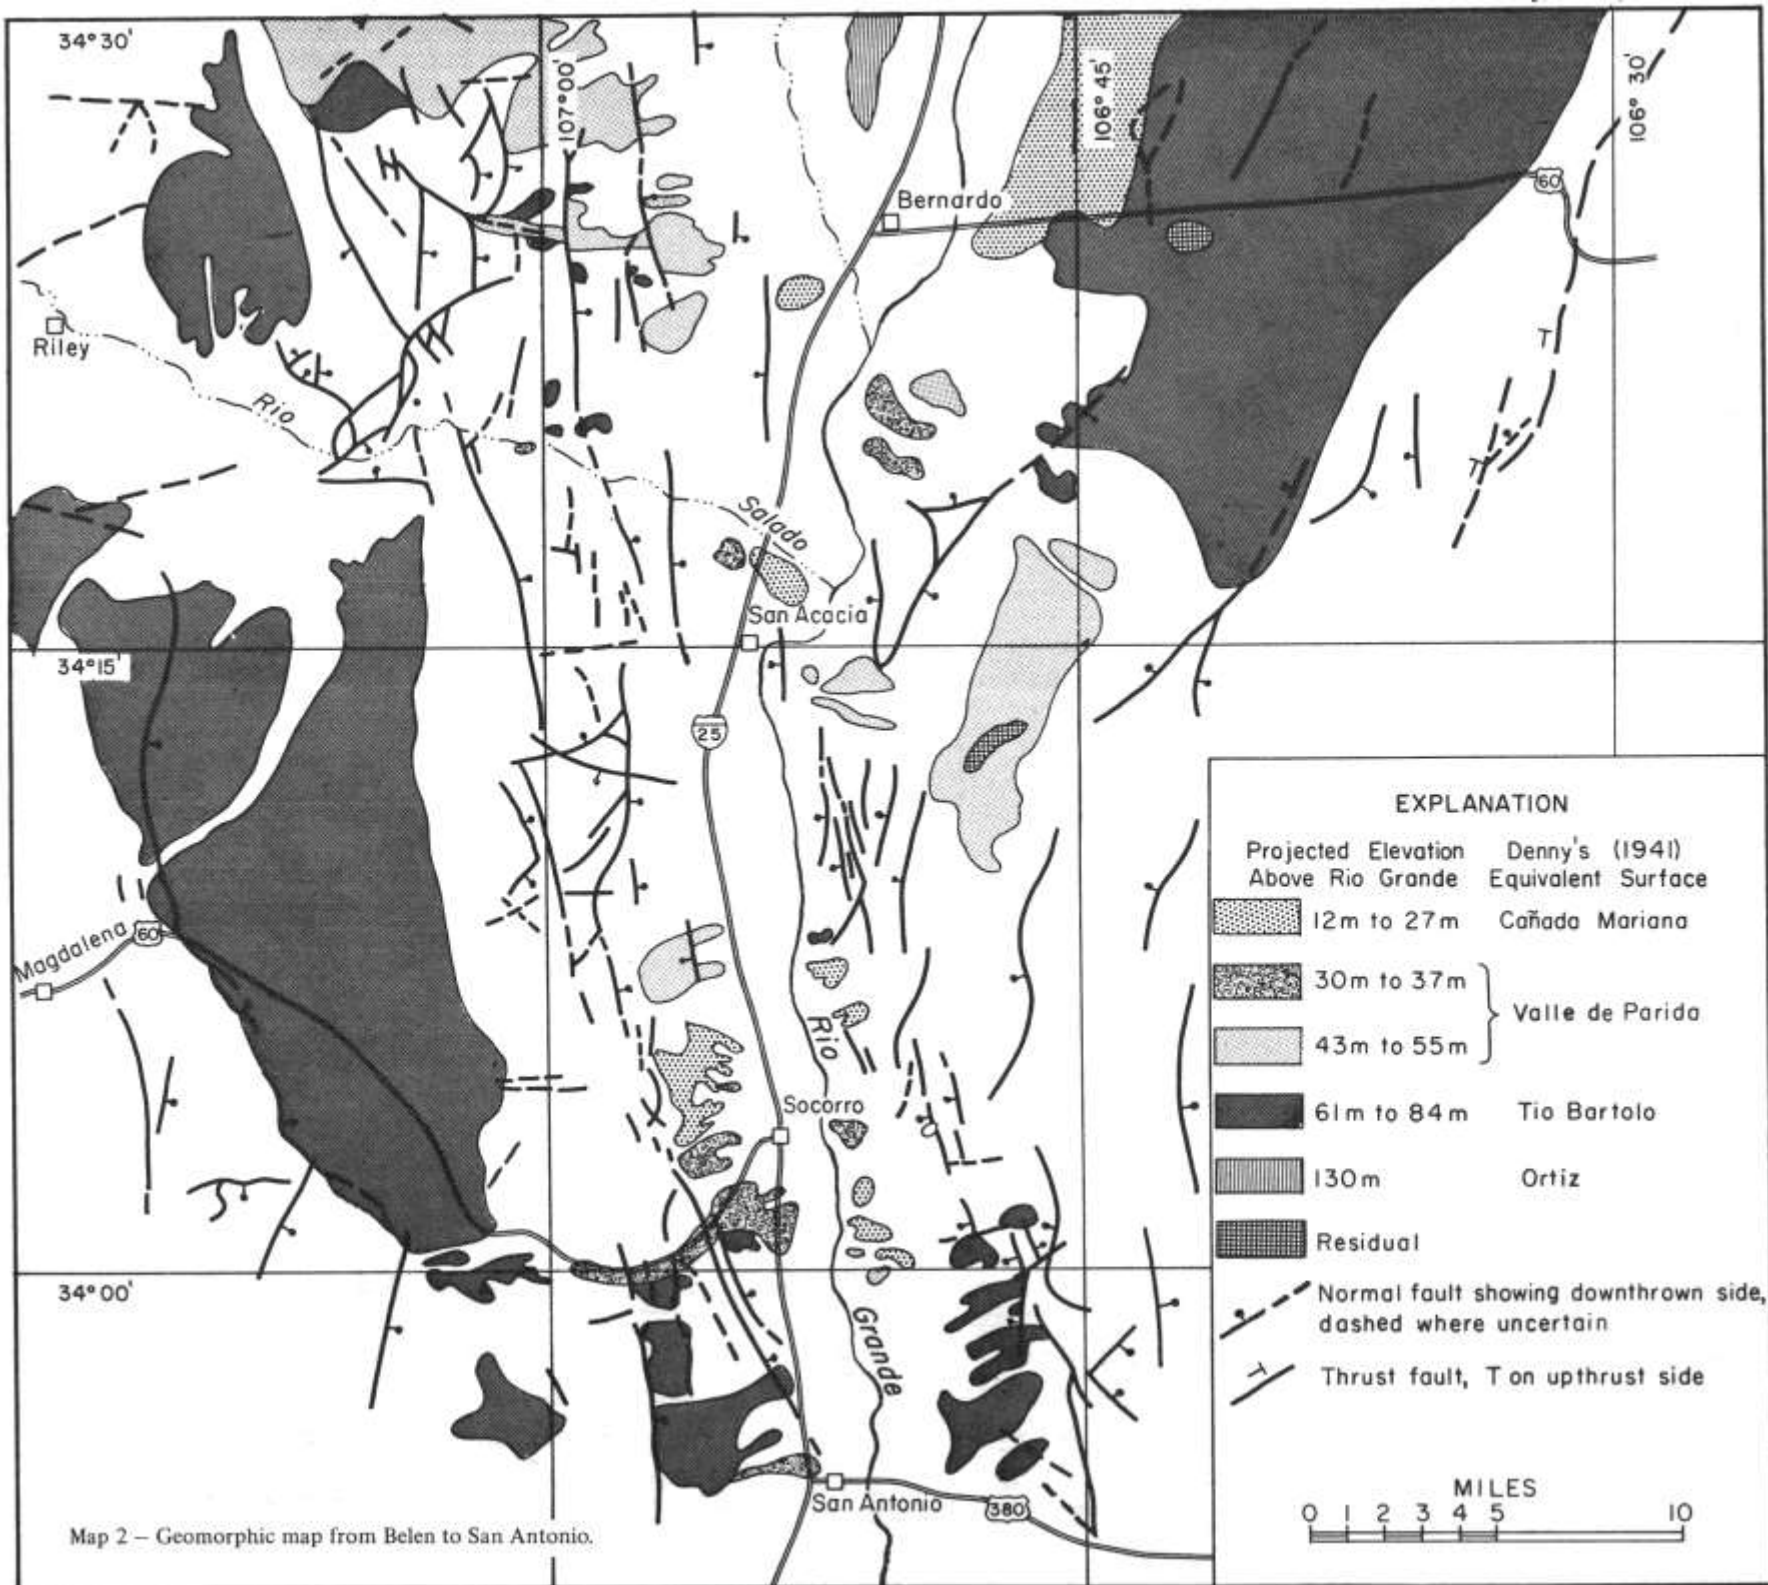 34°30'
107°00'
106°45'
106°30'
60
Bernardo
Riley
Rio
Salado
San Acacia
34°15'
25
Magdalena
60
Rio
Socorro
34°00'
Grande
San Antonio
380
Map 2 – Geomorphic map from Belen to San Antonio.
EXPLANATION
Projected Elevation Denny's (1941)
Above Rio Grande Equivalent Surface
12m to 27m Cañada Mariana
30m to 37m
Valle de Parida
43m to 55m
61m to 84m Tio Bartolo
130m Ortiz
Residual
Normal fault showing downthrown side,
dashed where uncertain
T Thrust fault, T on upthrust side
MILES
0 1 2 3 4 5 10
T
T